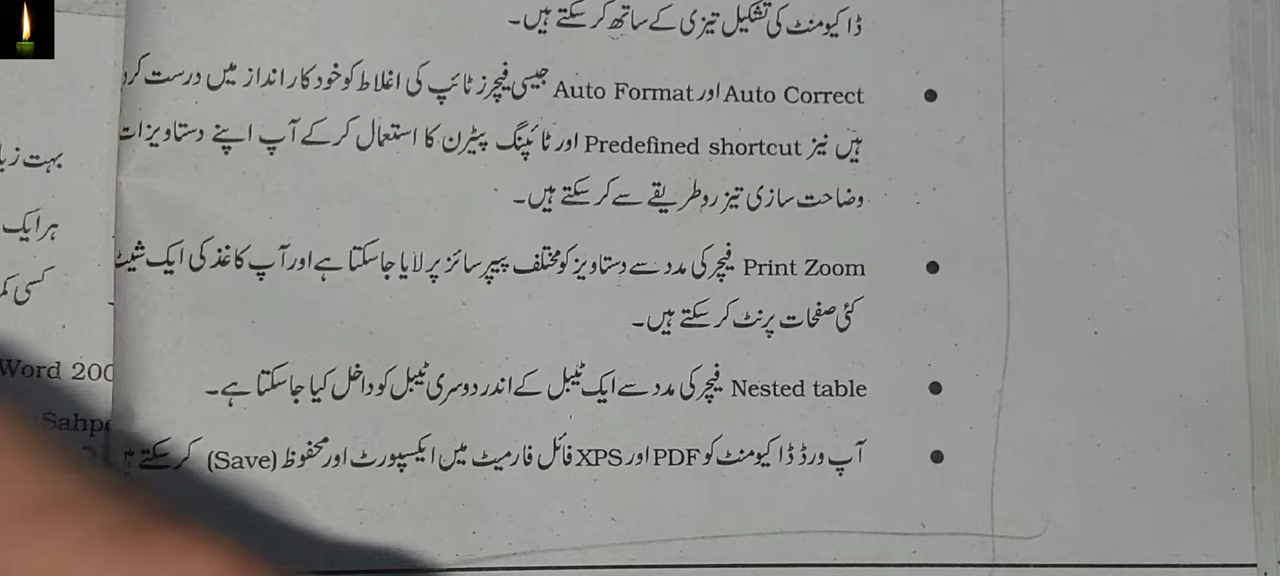 ڈاکیومنٹ کی تشکیل تیزی کے ساتھ کر سکتے ہیں۔
● Auto Correct اور Auto Format جیسی فیچرز ٹائپ کی اغلاط کو خودکار انداز میں درست
ہیں نیز Predefined shortcut اور ٹائپنگ پیٹرن کا استعمال کر کے آپ اپنے دستاویزات
وضاحت سازی تیز رو طریقے سے کر سکتے ہیں۔
● Print Zoom فیچر کی مدد سے دستاویز کو مختلف پیپر سائز پر لایا جا سکتا ہے اور آپ کاغذ کی ایک شیٹ
کئی صفحات پرنٹ کر سکتے ہیں۔
● Nested table فیچر کی مدد سے ایک ٹیبل کے اندر دوسری ٹیبل کو داخل کیا جا سکتا ہے۔
● آپ ورڈ ڈاکیومنٹ کو PDF اور XPS فائل فارمیٹ میں ایکسپورٹ اور محفوظ (Save) کر سکتے ہیں
بہت
ہر ایک
کسی
Word 200